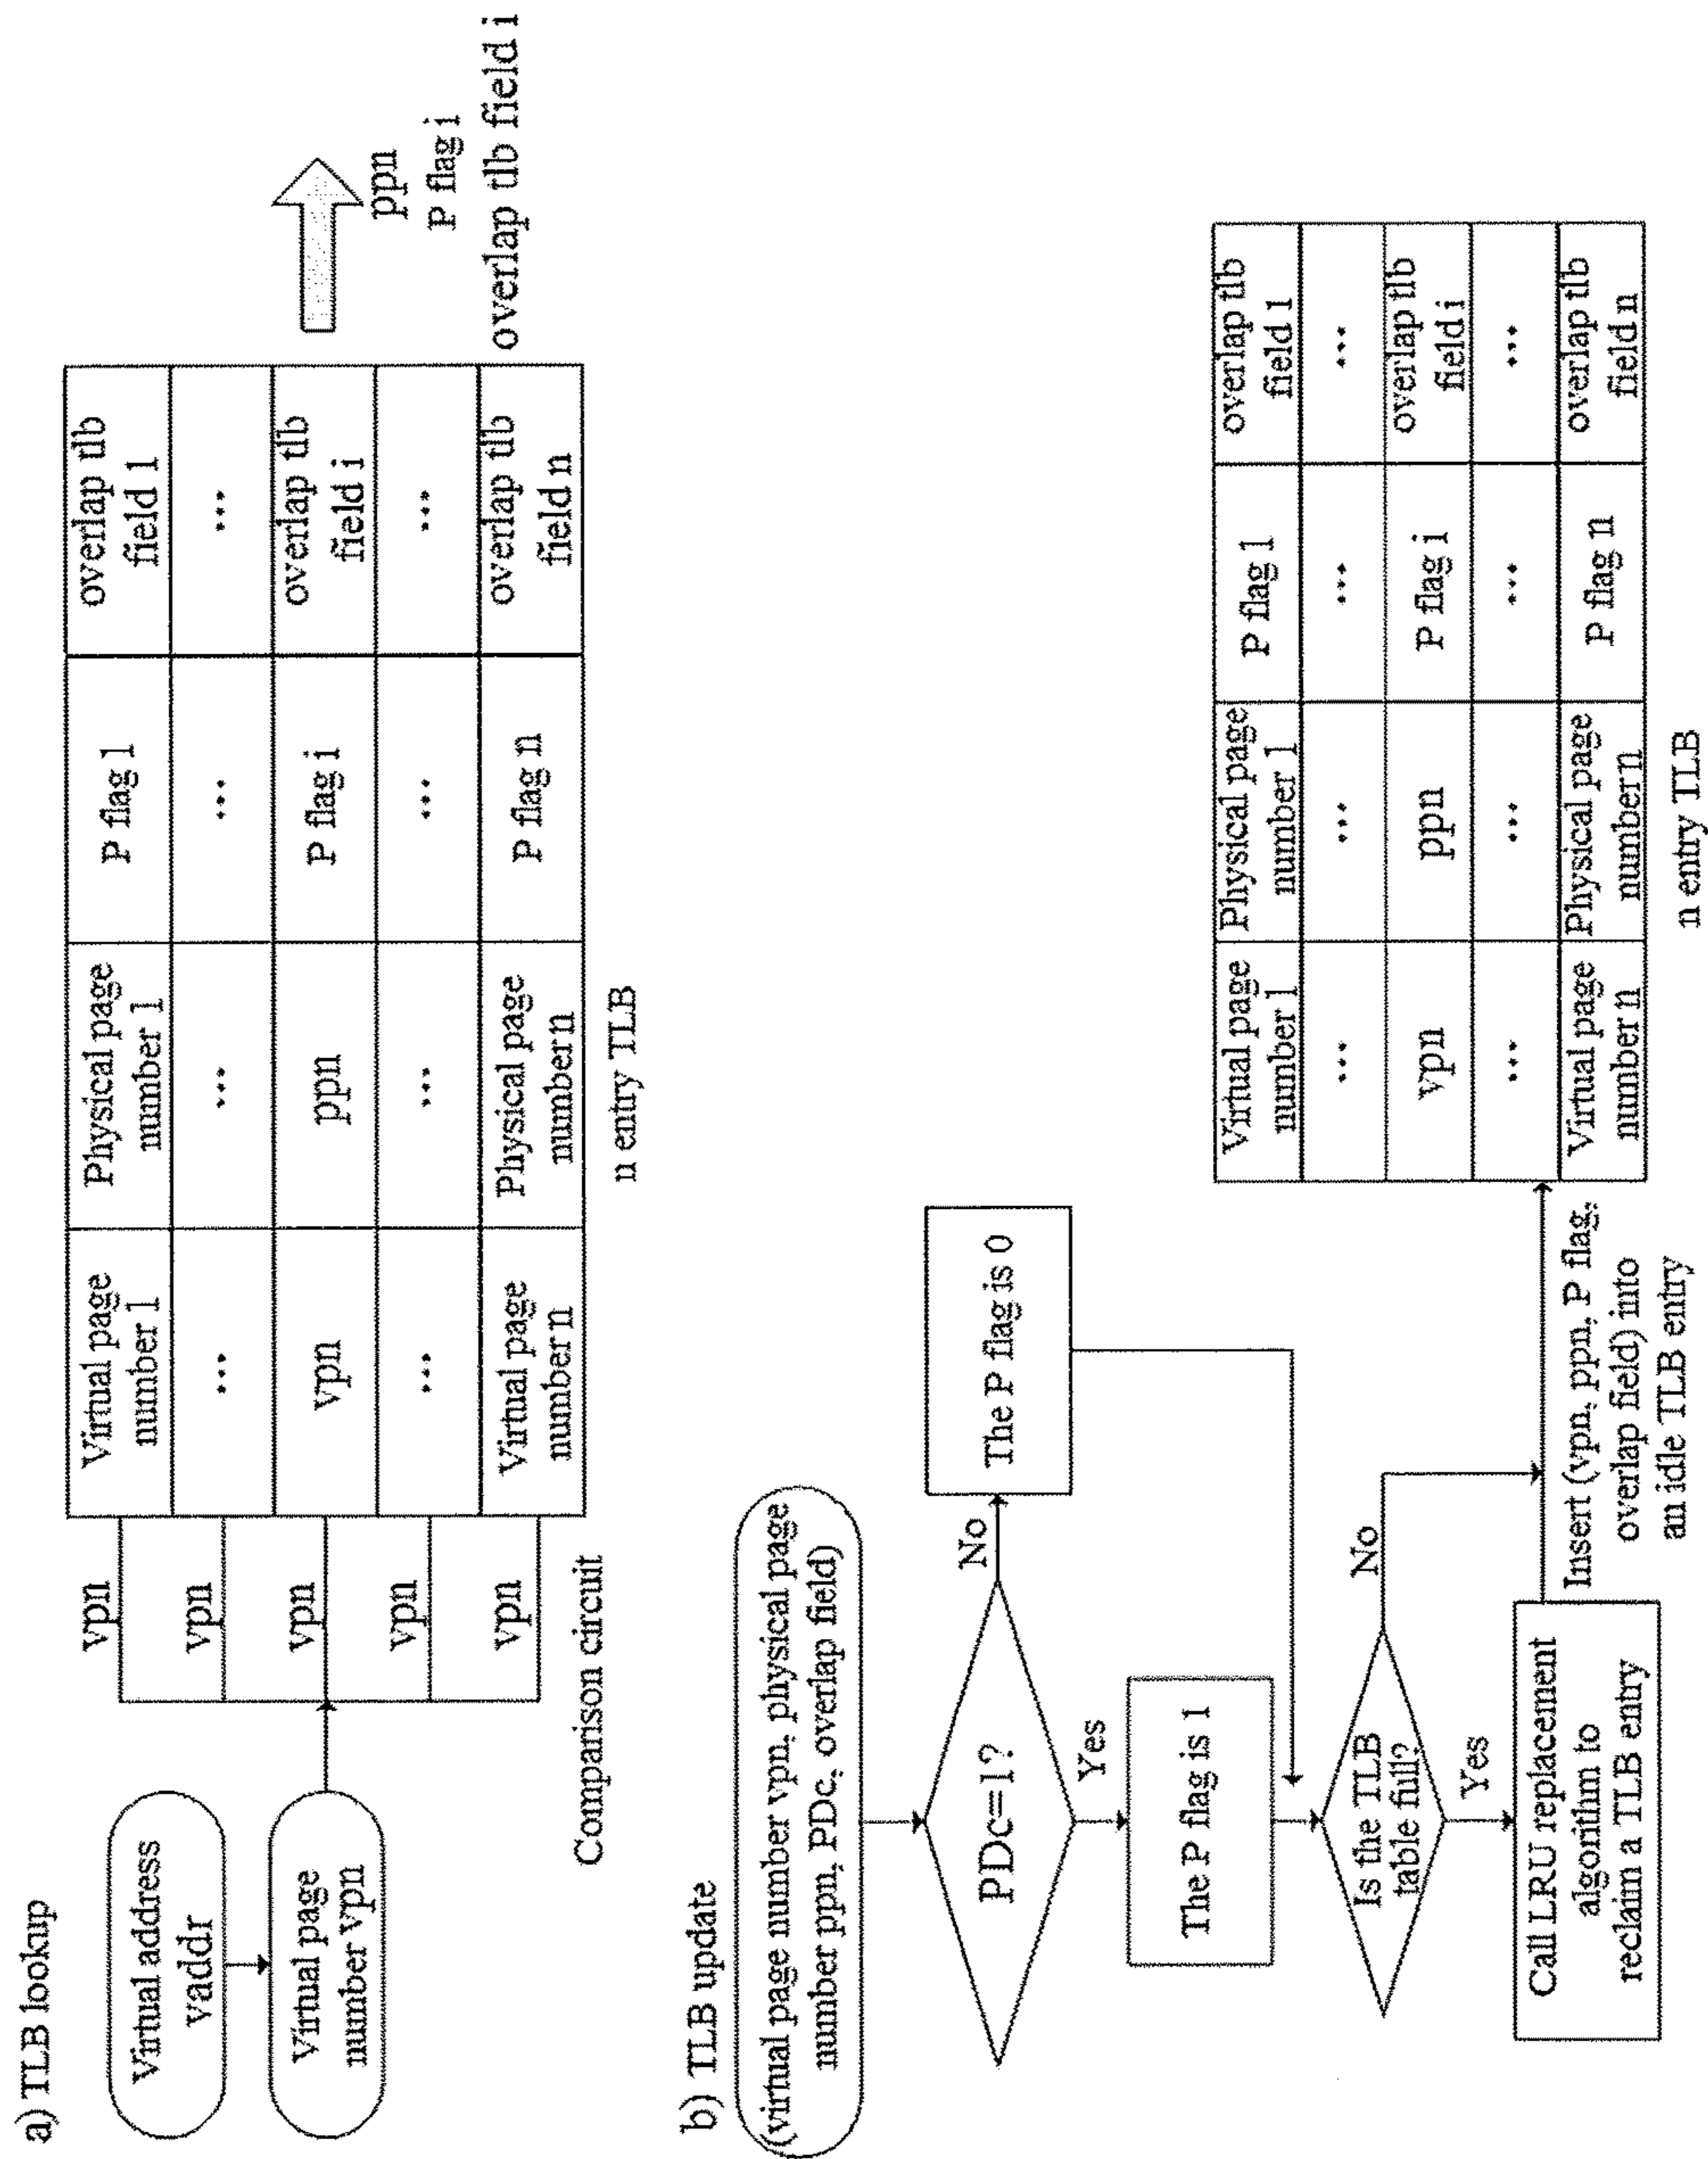 a) TLB lookup
Virtual address
vaddr
Virtual page
number vpn
vpn
vpn
vpn
vpn
vpn
Comparison circuit
Virtual page
number 1
Physical page
number 1
P flag 1
overlap tlb
field 1
...
...
...
...
vpn
ppn
P flag i
overlap tlb
field i
...
...
...
...
Virtual page
number n
Physical page
number n
P flag n
overlap tlb
field n
n entry TLB
ppn
P flag i
overlap tlb field i
b) TLB update
(virtual page number vpn, physical page
number ppn, PDc, overlap field)
PDc=1?
No
The P flag is 0
Yes
The P flag is 1
Is the TLB
table full?
No
Yes
Call LRU replacement
algorithm to
reclaim a TLB entry
Insert (vpn, ppn, P flag,
overlap field) into
an idle TLB entry
Virtual page
number 1
Physical page
number 1
P flag 1
overlap tlb
field 1
...
...
...
...
vpn
ppn
P flag i
overlap tlb
field i
...
...
...
...
Virtual page
number n
Physical page
number n
P flag n
overlap tlb
field n
n entry TLB